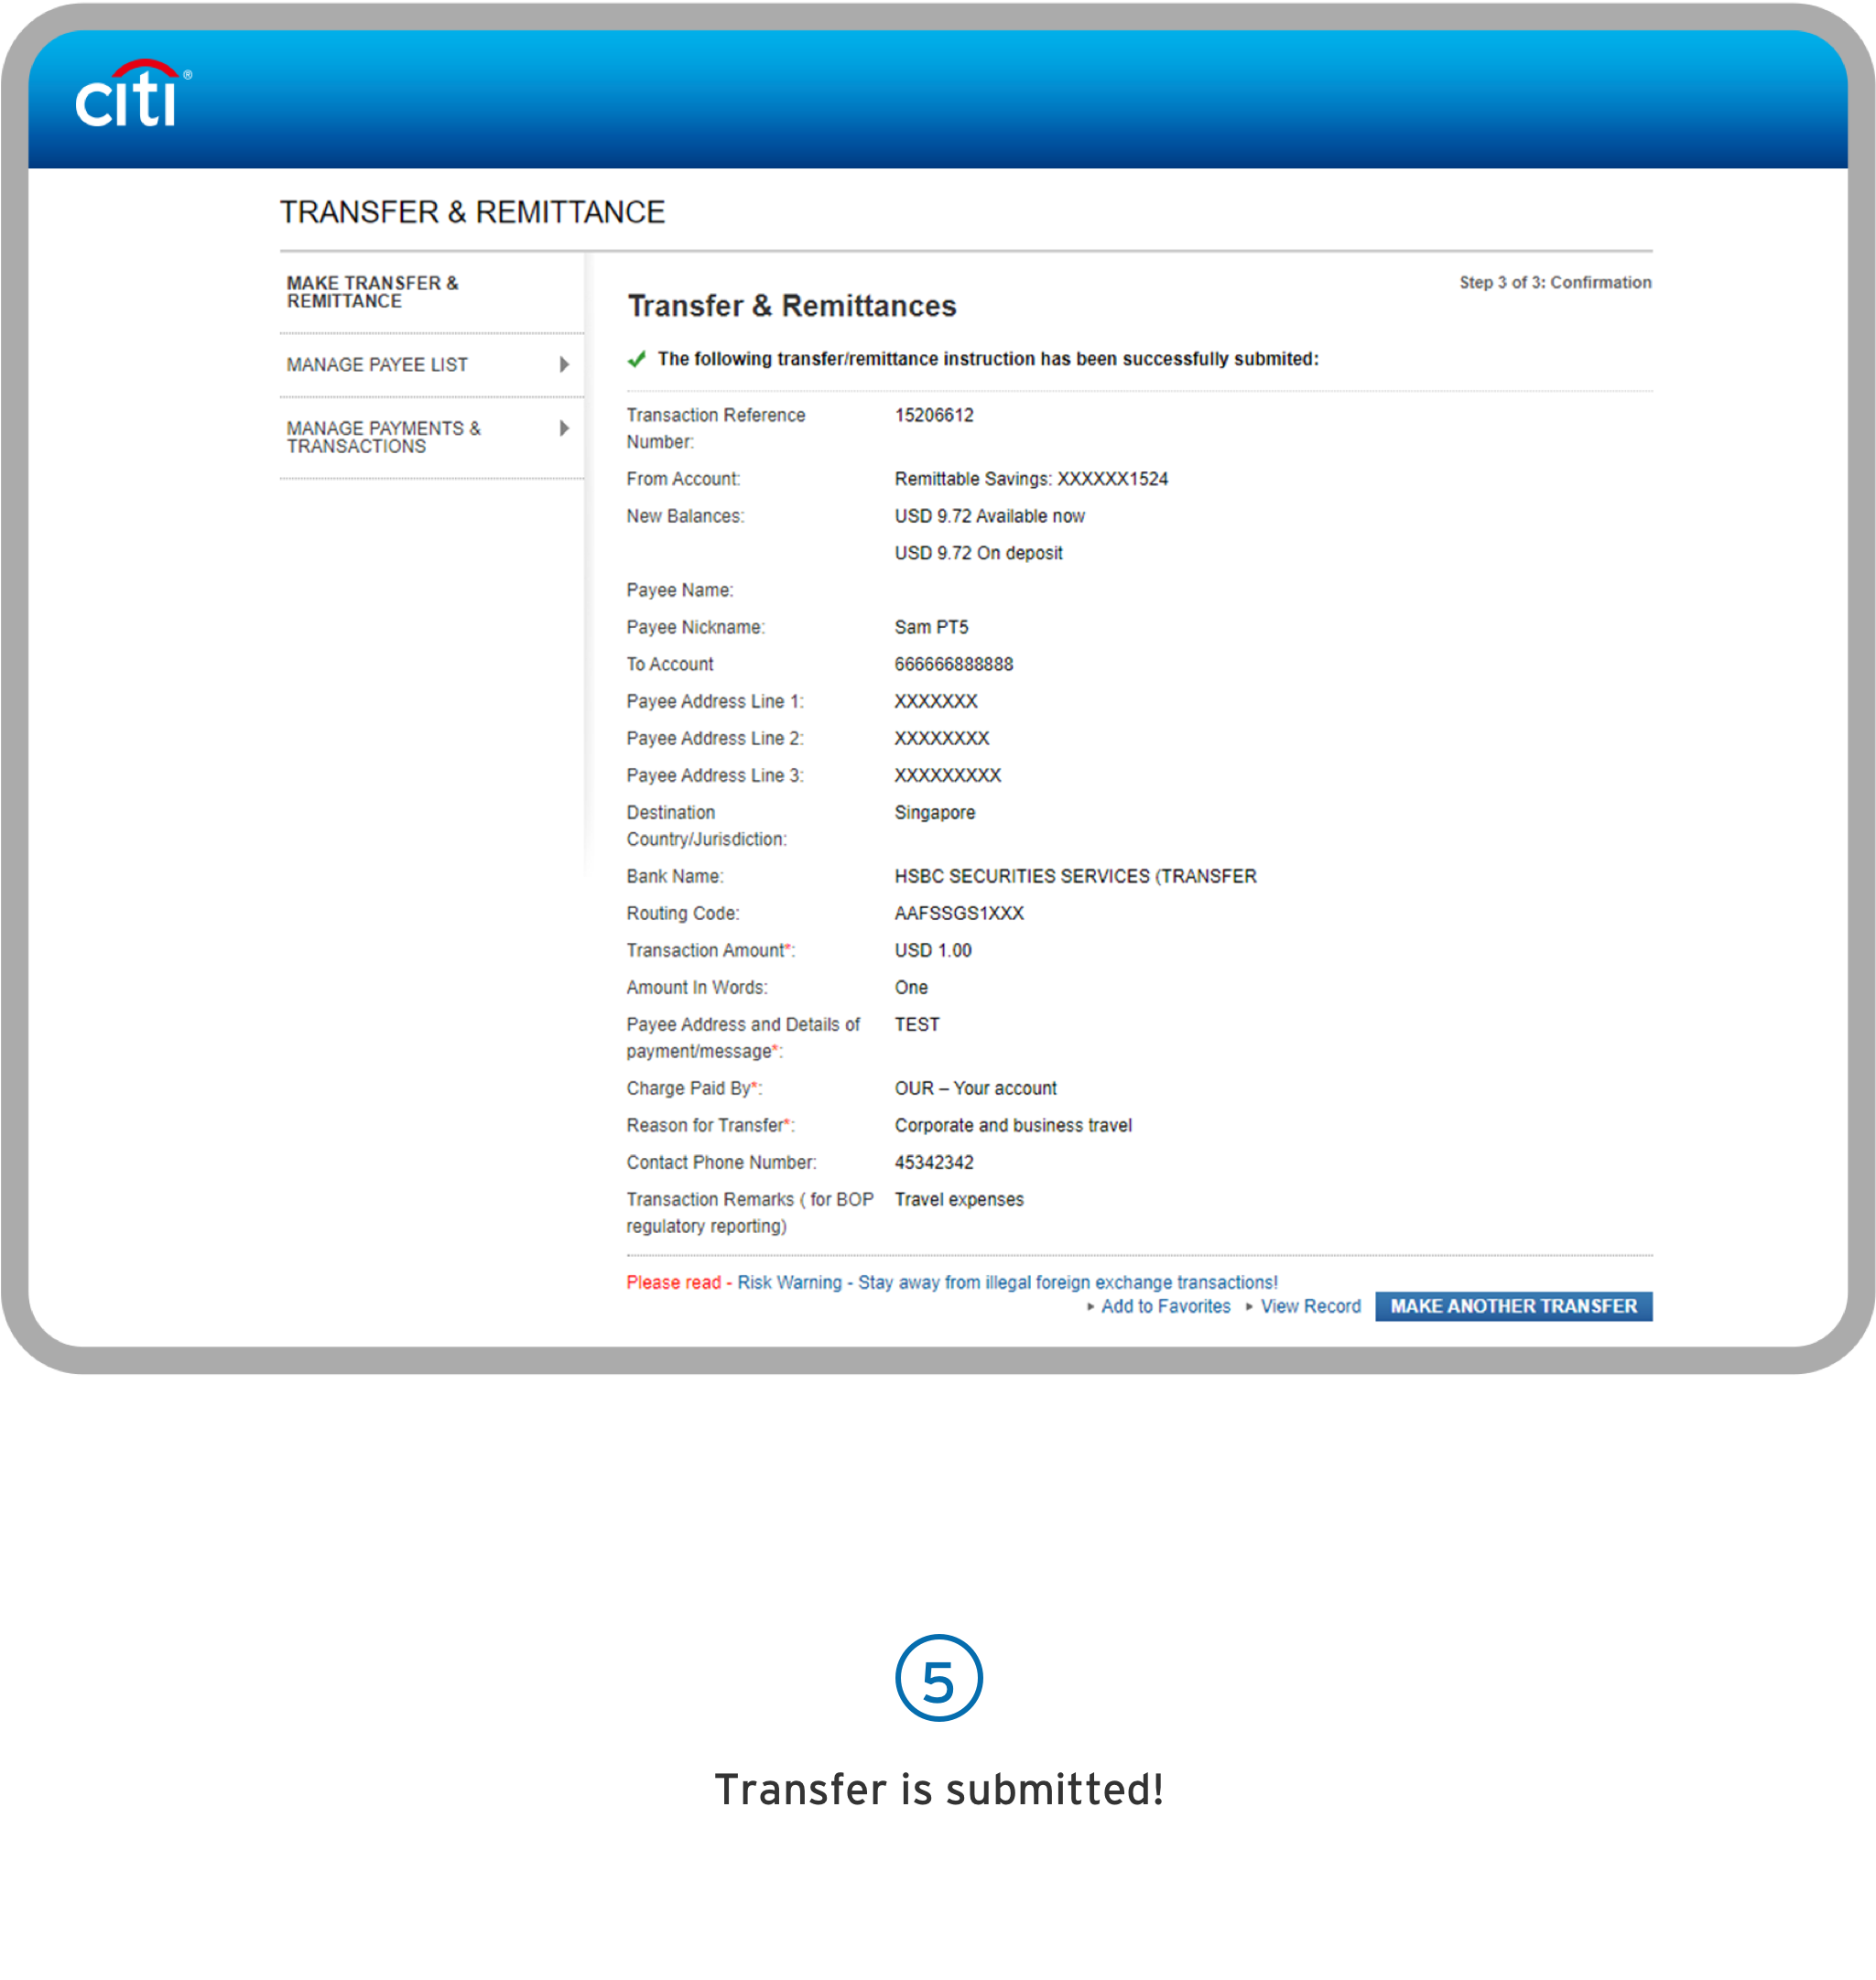 citi®
TRANSFER & REMITTANCE
MAKE TRANSFER &
REMITTANCE
MANAGE PAYEE LIST
MANAGE PAYMENTS &
TRANSACTIONS
Step 3 of 3: Confirmation
Transfer & Remittances
The following transfer/remittance instruction has been successfully submited:
Transaction Reference 15206612
Number:
From Account: Remittable Savings: XXXXXX1524
New Balances: USD 9.72 Available now
USD 9.72 On deposit
Payee Name:
Payee Nickname: Sam PT5
To Account 666666888888
Payee Address Line 1: XXXXXXX
Payee Address Line 2: XXXXXXXX
Payee Address Line 3: XXXXXXXXX
Destination Singapore
Country/Jurisdiction:
Bank Name: HSBC SECURITIES SERVICES (TRANSFER
Routing Code: AAFSSGS1XXX
Transaction Amount*: USD 1.00
Amount In Words: One
Payee Address and Details of TEST
payment/message*:
Charge Paid By*: OUR – Your account
Reason for Transfer*: Corporate and business travel
Contact Phone Number: 45342342
Transaction Remarks ( for BOP Travel expenses
regulatory reporting)
Please read - Risk Warning - Stay away from illegal foreign exchange transactions!
Add to Favorites View Record MAKE ANOTHER TRANSFER
5
Transfer is submitted!